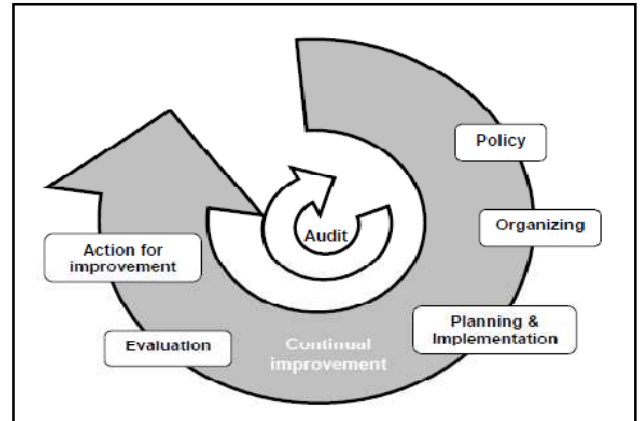 Policy
Organizing
Planning &
Implementation
Continual
improvement
Evaluation
Action for
improvement
Audit